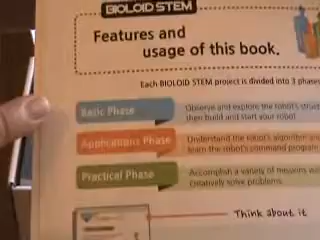 BIOLOID STEM
Features and
usage of this book.
Each BIOLOID STEM project is divided into 3 phases
Basic Phase
Observe and explore the robot's struct
then build and start your robot
Applications Phase
Understand the robot's algorithm and
learn the robot's command program
Practical Phase
Accomplish a variety of missions
creatively solve problems.
Think about it